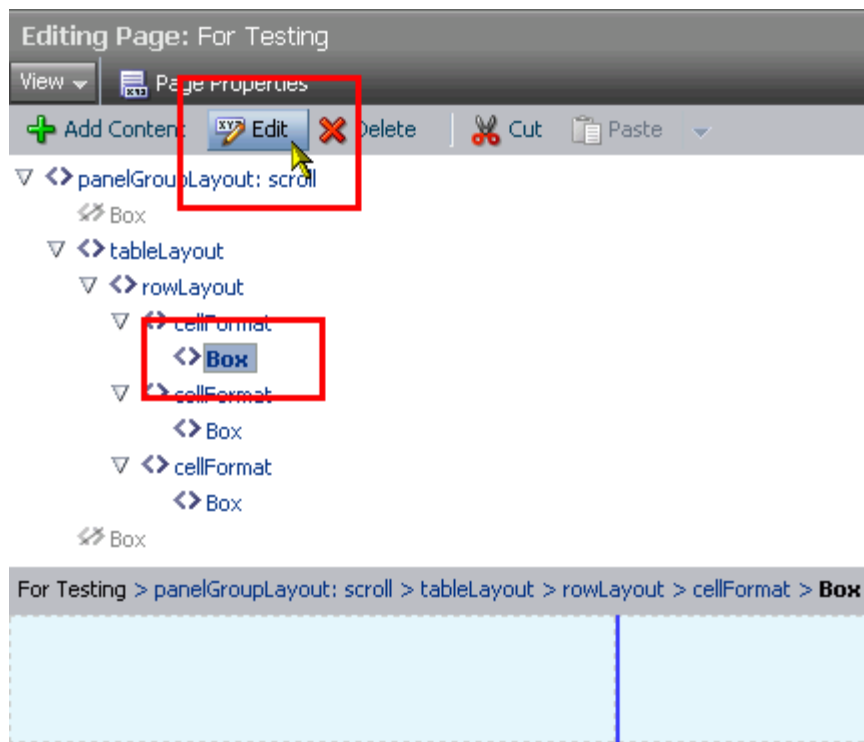 Editing Page: For Testing
View Page Properties
Add Content Edit Delete Cut Paste
panelGroupLayout: scroll
Box
tableLayout
rowLayout
cellFormat
Box
cellFormat
Box
cellFormat
Box
Box
For Testing > panelGroupLayout: scroll > tableLayout > rowLayout > cellFormat > Box